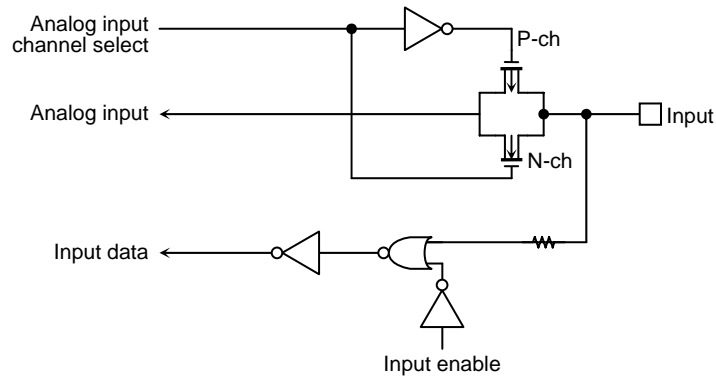 Analog input
channel select
P-ch
Analog input
Input
N-ch
Input data
Input enable